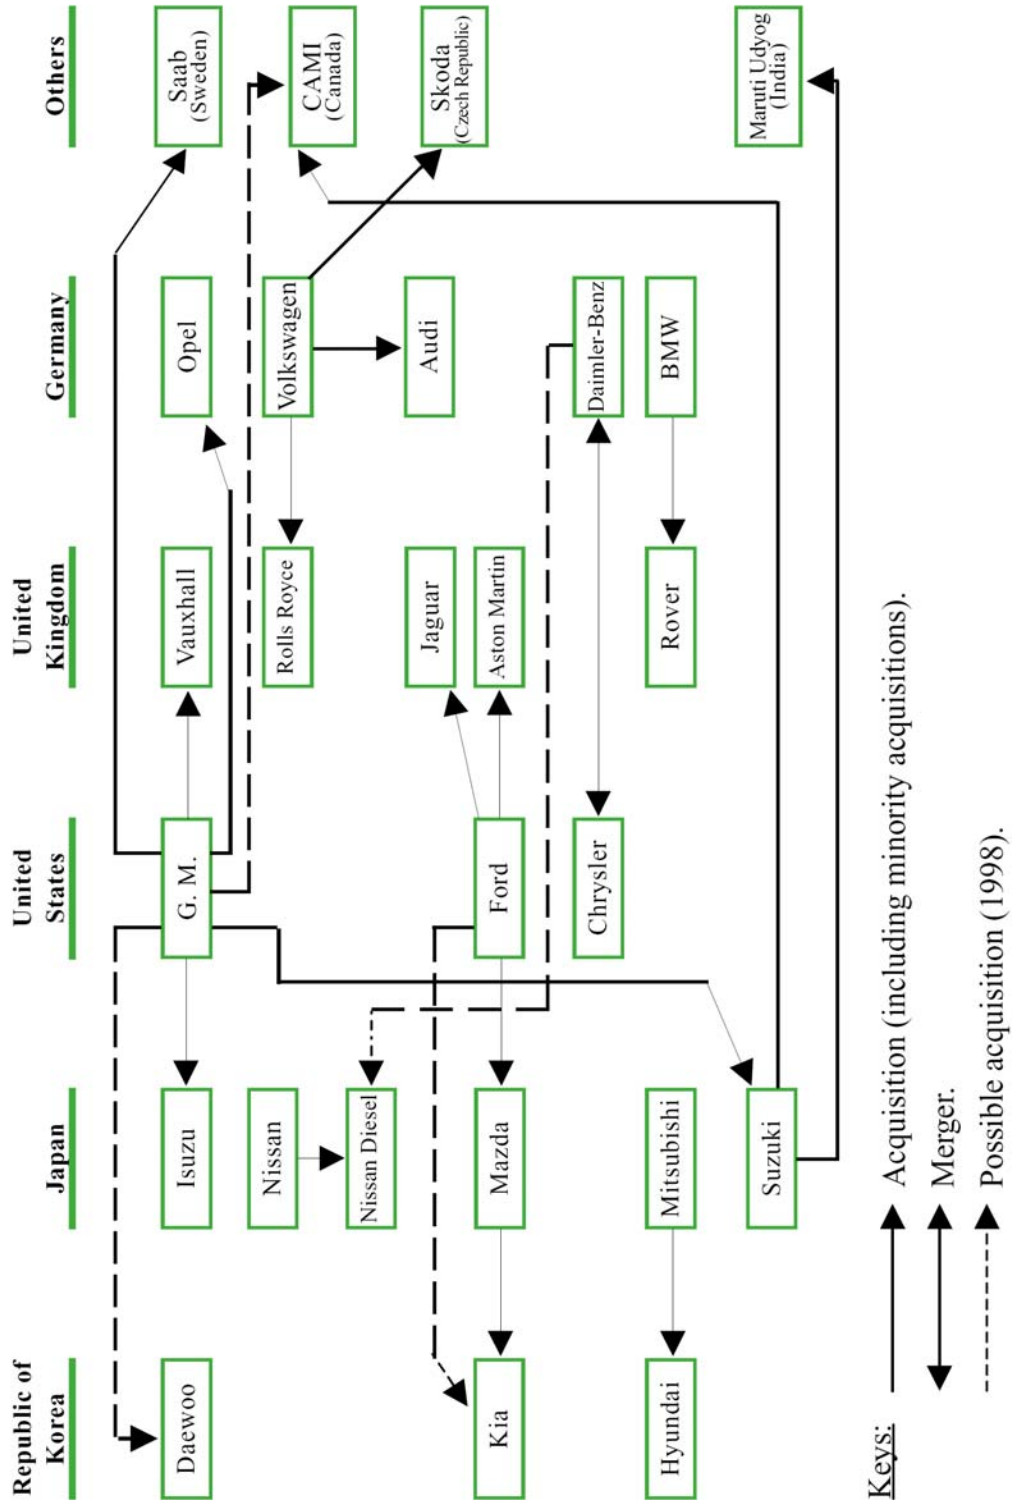 Republic of
Korea
Japan
United
States
United
Kingdom
Germany
Others
Daewoo
Isuzu
G. M.
Vauxhall
Opel
Saab
(Sweden)
Nissan
Rolls Royce
Volkswagen
CAMI
(Canada)
Nissan Diesel
Jaguar
Audi
Skoda
(Czech Republic)
Kia
Mazda
Ford
Aston Martin
Chrysler
Daimler-Benz
Hyundai
Mitsubishi
Rover
BMW
Suzuki
Maruti Udyog
(India)
Keys:
Acquisition (including minority acquisitions).
Merger.
Possible acquisition (1998).